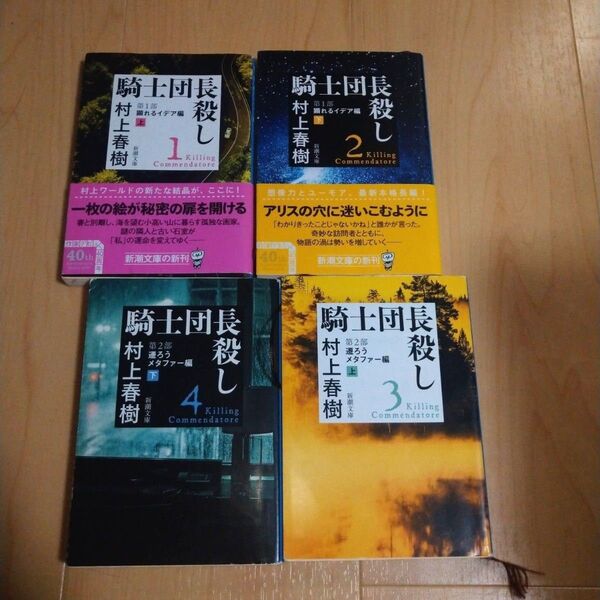 騎士団長殺し
第1部
顕れるイデア編
上
村上春樹
新潮文庫
1
Killing
Commendatore
村上ワールドの新たな結晶が、ここに!
一枚の絵が秘密の扉を開ける
妻と別離し、海を望む小高い山に暮らす孤独な画家。
謎の隣人と古い石室が
「私」の運命を変えてゆく――
40th
新潮文庫の新刊
騎士団長殺し
第1部
顕れるイデア編
下
村上春樹
新潮文庫
2
Killing
Commendatore
想像力とユーモア。最新本格長編!
アリスの穴に迷いこむように
「わかりきったことじゃないかね」と誰かが言った。
奇妙な訪問者とともに、
物語の渦は勢いを増していく――
40th
新潮文庫の新刊
騎士団長殺し
第2部
遷ろう
メタファー編
下
村上春樹
新潮文庫
4
Killing
Commendatore
騎士団長殺し
第2部
遷ろう
メタファー編
上
村上春樹
新潮文庫
3
Killing
Commendatore